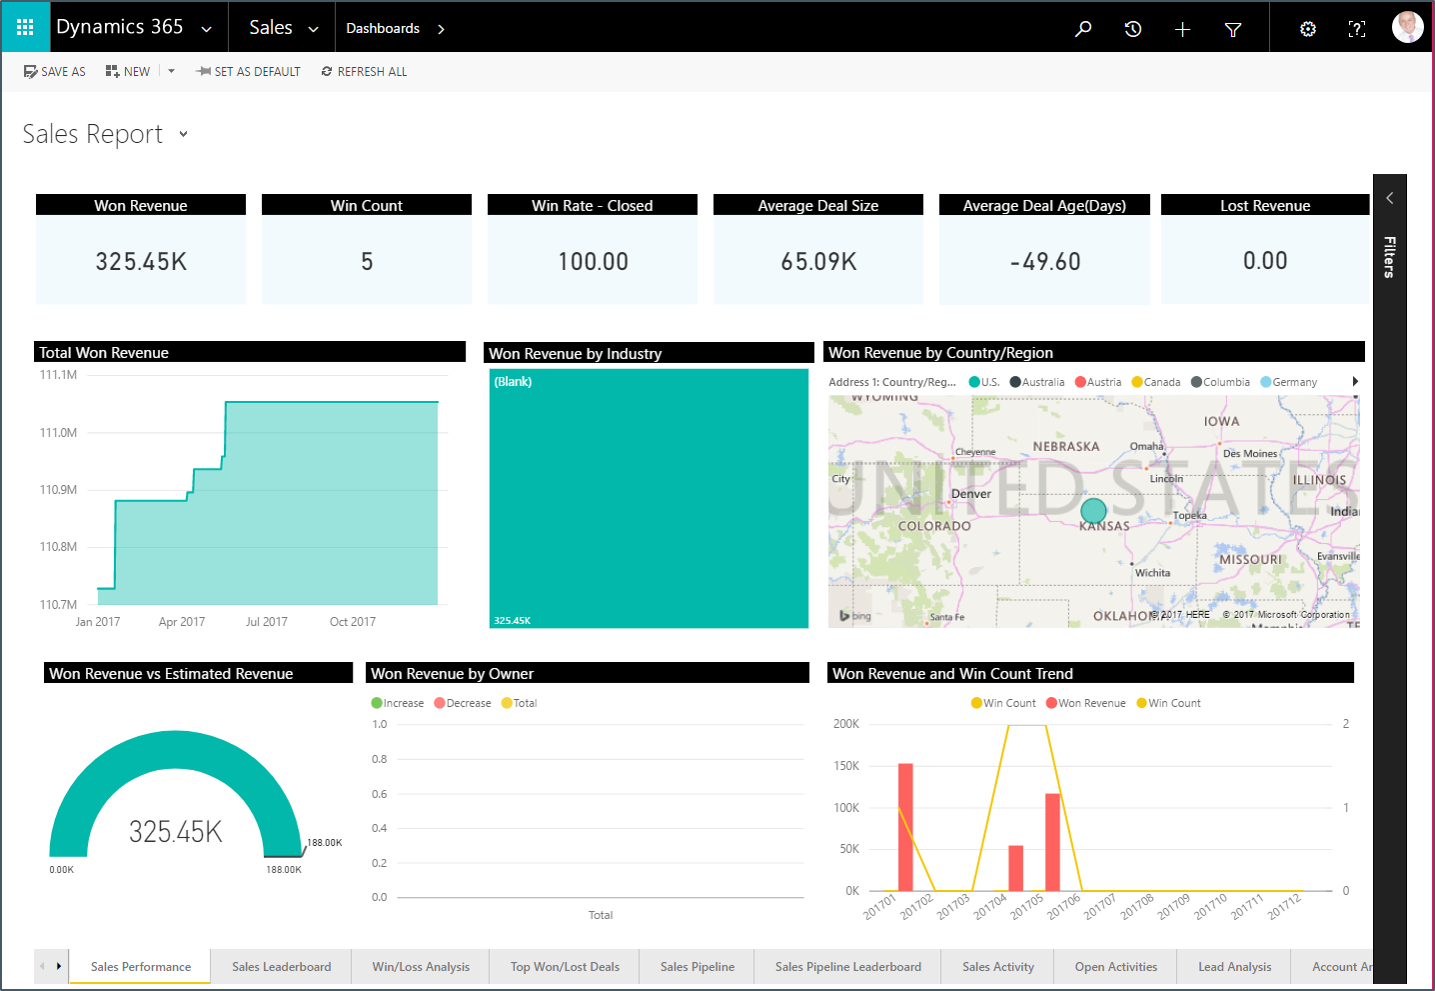 Dynamics 365
Sales
Dashboards
SAVE AS
NEW
SET AS DEFAULT
REFRESH ALL
Sales Report
Won Revenue
325.45K
Win Count
5
Win Rate - Closed
100.00
Average Deal Size
65.09K
Average Deal Age(Days)
-49.60
Lost Revenue
0.00
Filters
Total Won Revenue
111.1M
111.0M
110.9M
110.8M
110.7M
Jan 2017 Apr 2017 Jul 2017 Oct 2017
Won Revenue by Industry
(Blank)
325.45K
Won Revenue by Country/Region
Address 1: Country/Reg... U.S. Australia Austria Canada Columbia Germany
WYOMING
IOWA
NEBRASKA
Omaha
Cheyenne
Des Moines
City
UNITED STATES
Lincoln
ILLINOIS
Denver
Topeka
India
COLORADO
KANSAS
Evansville
MISSOURI
Wichita
bing
Santa Fe
OKLAHOMA
© 2017 HERE © 2017 Microsoft Corporation
Memphis
TE
Won Revenue vs Estimated Revenue
325.45K
188.00K
0.00K
188.00K
Won Revenue by Owner
Increase Decrease Total
1.0
0.8
0.6
0.4
0.2
0.0
Total
Won Revenue and Win Count Trend
Win Count Won Revenue Win Count
200K
150K
100K
50K
0K
2
1
0
201701 201702 201703 201704 201705 201706 201707 201708 201709 201710 201711 201712
Sales Performance
Sales Leaderboard
Win/Loss Analysis
Top Won/Lost Deals
Sales Pipeline
Sales Pipeline Leaderboard
Sales Activity
Open Activities
Lead Analysis
Account An